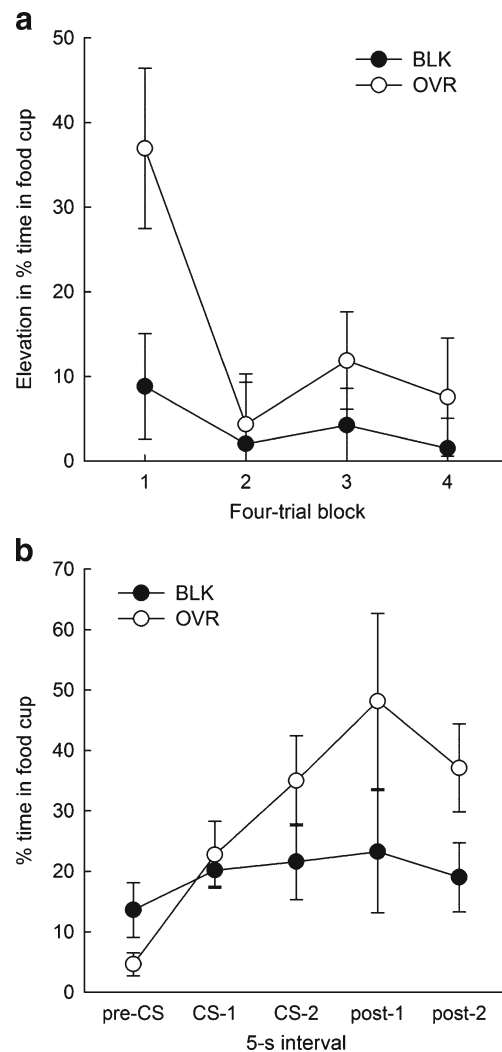 a
50
40
30
20
10
0
Elevation in % time in food cup
BLK
OVR
1 2 3 4
Four-trial block
b
70
60
50
40
30
20
10
0
% time in food cup
BLK
OVR
pre-CS CS-1 CS-2 post-1 post-2
5-s interval